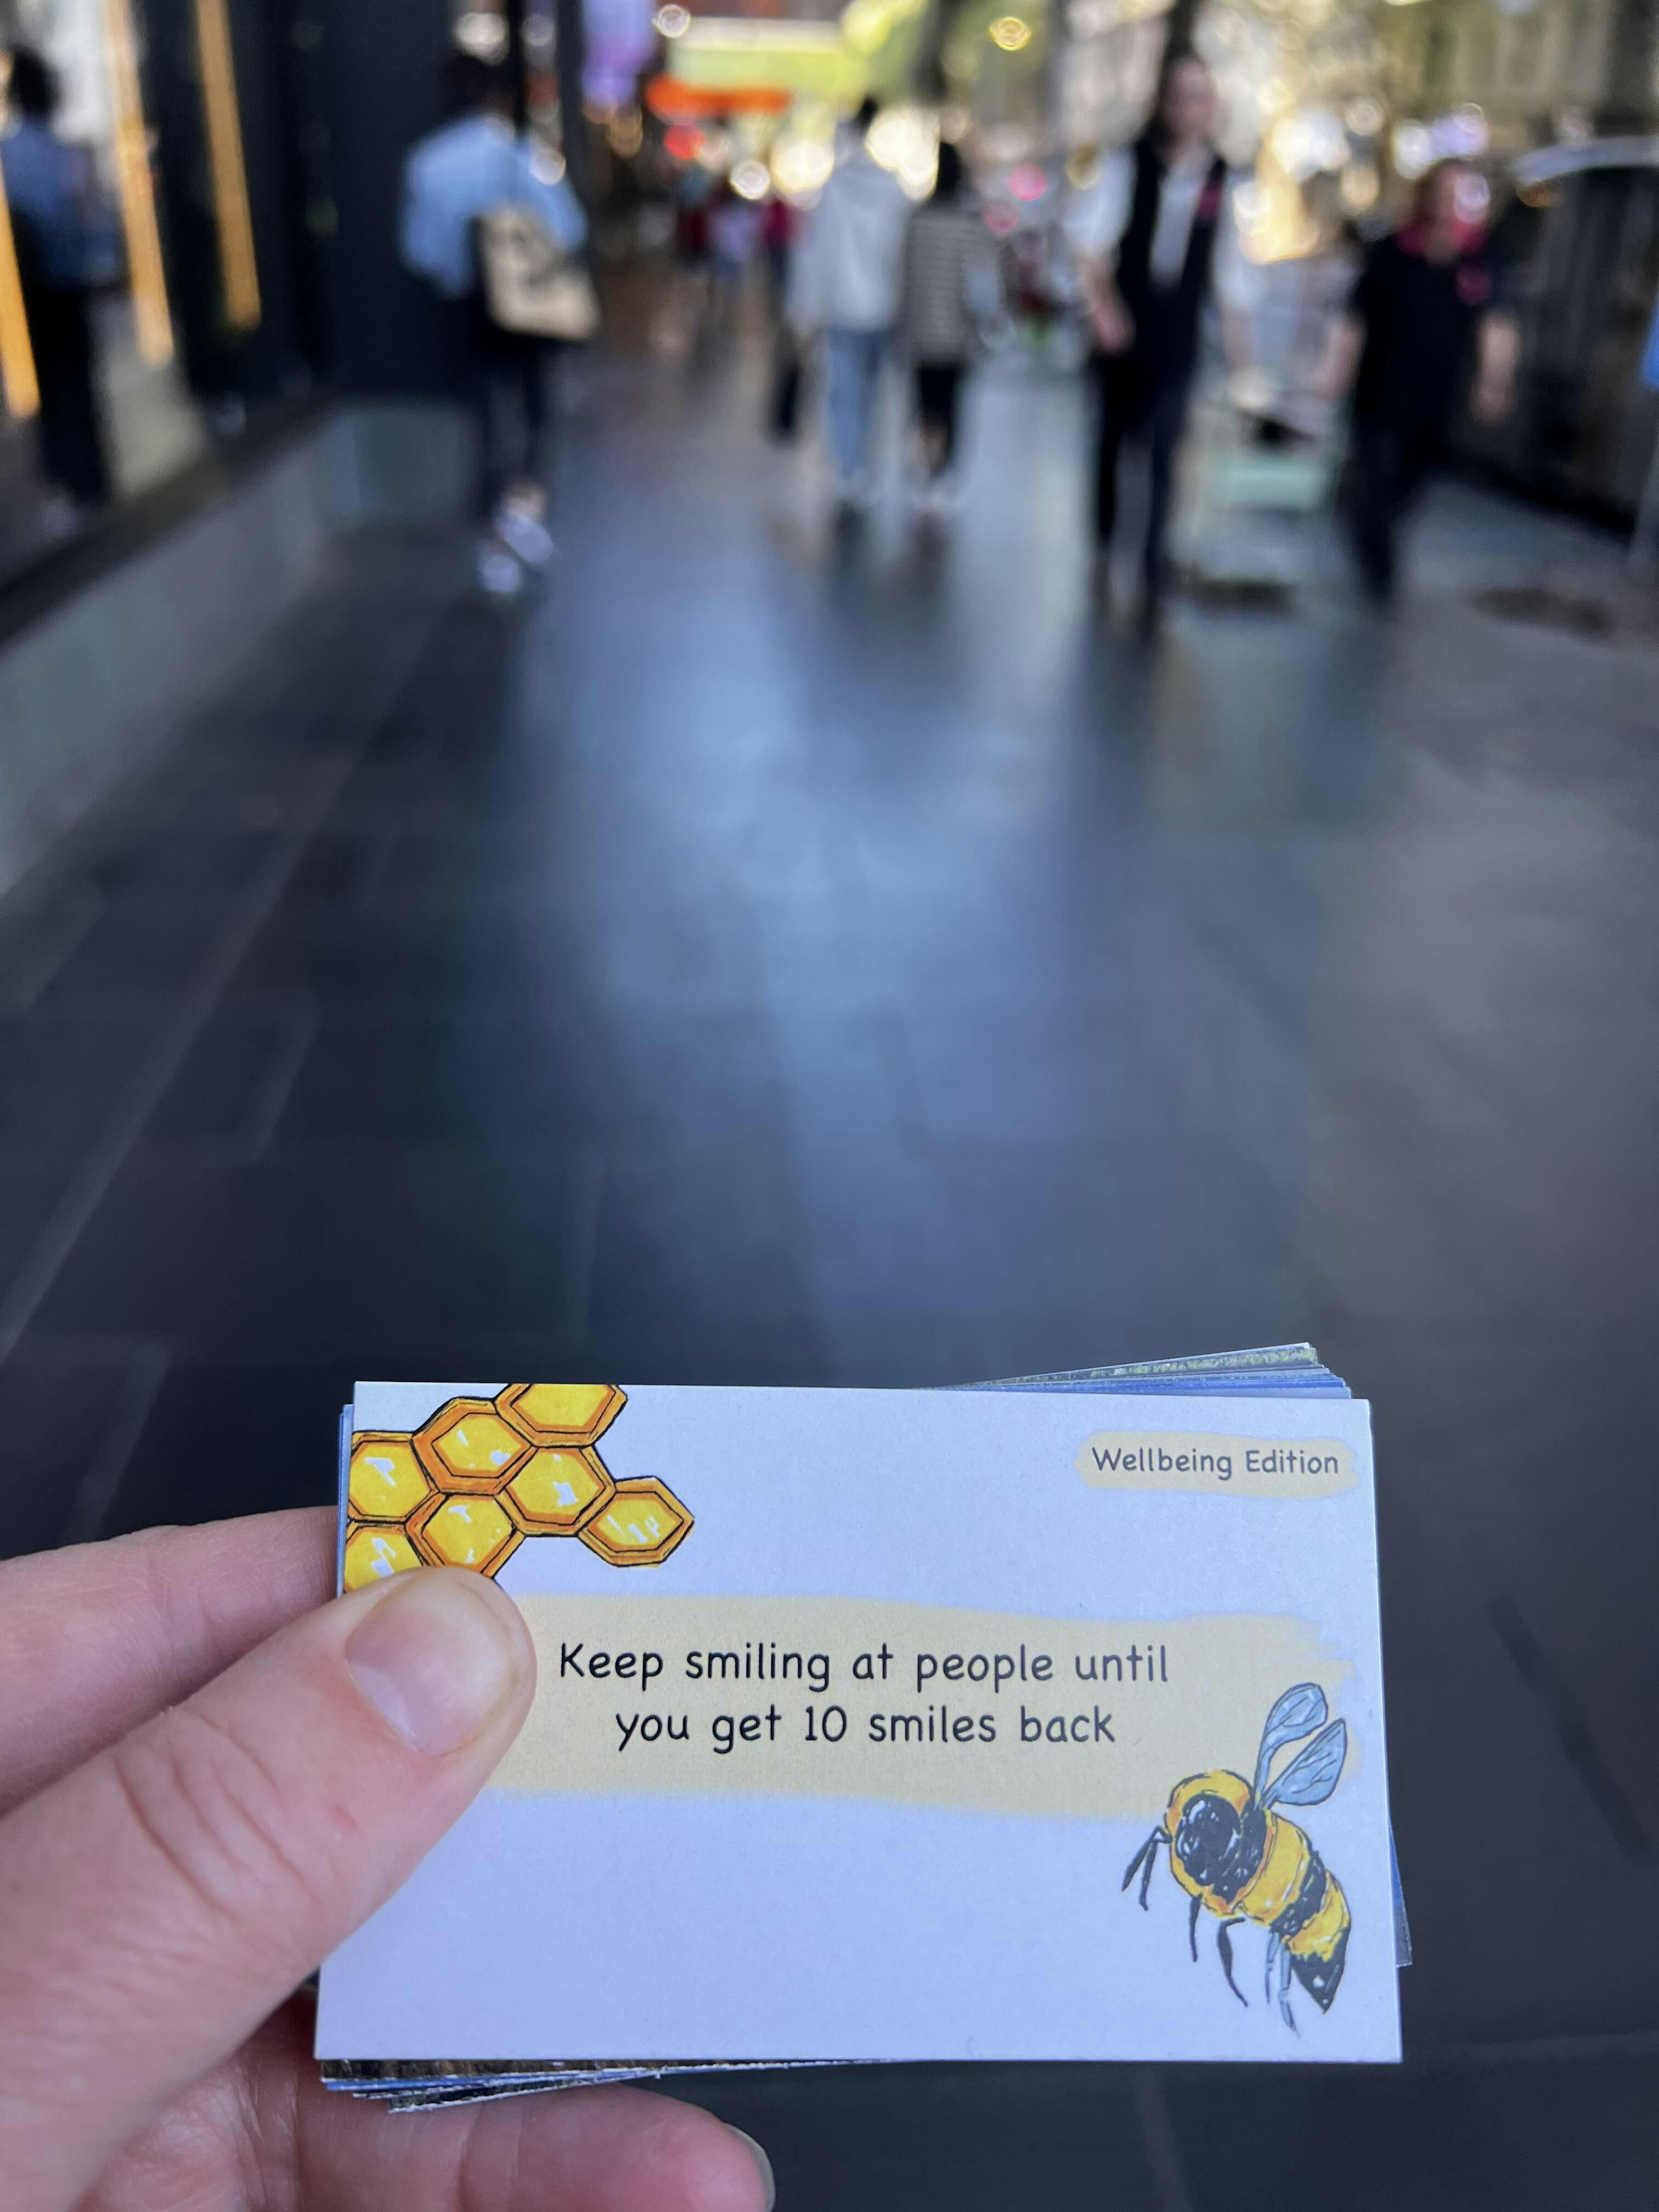 Wellbeing Edition
Keep smiling at people until
you get 10 smiles back